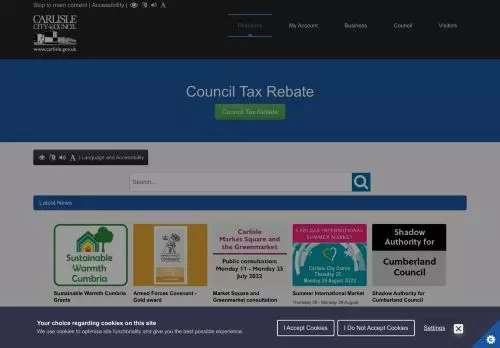 Skip to main content | Accessibility |
CARLISLE
CITY COUNCIL
www.carlisle.gov.uk
Residents
My Account
Business
Council
Visitors
Council Tax Rebate
Council Tax Rebate
| Language and Accessibility
Search...
Latest News
Sustainable
Warmth
Cumbria
Carlisle
Market Square and
the Greenmarket
Public consultation:
Monday 11 - Monday 25
July 2022
CARLISLE INTERNATIONAL
SUMMER MARKET
Carlisle City Centre
Thursday 25 -
Monday 29 August 2022
Shadow
Authority for
Cumberland
Council
Sustainable Warmth Cumbria
Grants
Armed Forces Covenant -
Gold award
Market Square and
Greenmarket consultation
Summer International Market
Thursday 25 - Monday 29 August
Shadow Authority for
Cumberland Council
Your choice regarding cookies on this site
We use cookies to optimise site functionality and give you the best possible experience.
I Accept Cookies
I Do Not Accept Cookies
Settings